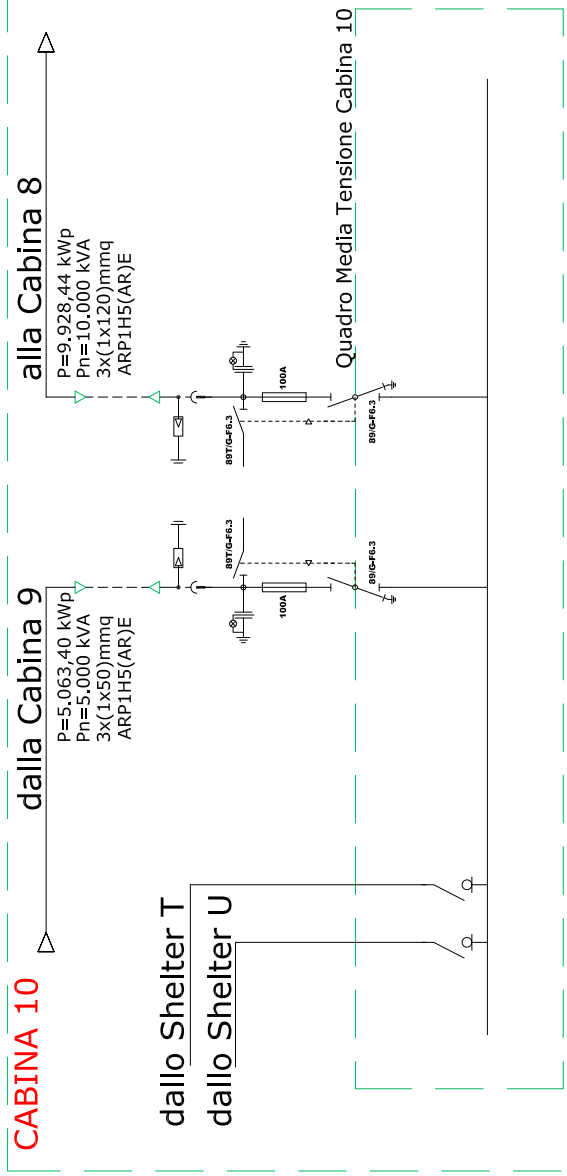 CABINA 10
dalla Cabina 9
P=5.063,40 kWp
Pn=5.000 kVA
3x(1x50)mmq
ARP1H5(AR)E
alla Cabina 8
P=9.928,44 kWp
Pn=10.000 kVA
3x(1x120)mmq
ARP1H5(AR)E
dallo Shelter T
dallo Shelter U
89T/G-F6.3
100A
89/G-F6.3
89T/G-F6.3
100A
89/G-F6.3
Quadro Media Tensione Cabina 10